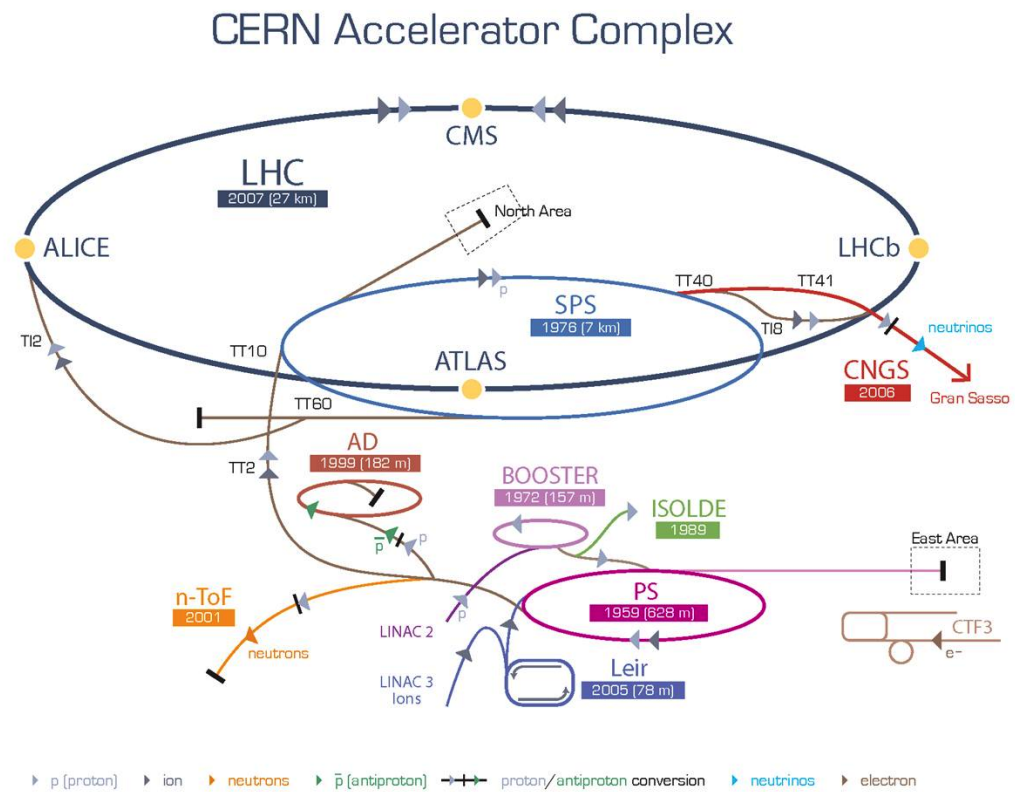 CERN Accelerator Complex
CMS
LHC
2007 (27 km)
North Area
ALICE
LHCb
TT40
TT41
SPS
1976 (7 km)
p
TI8
neutrinos
TI2
TT10
ATLAS
CNGS
2006
Gran Sasso
TT60
AD
1999 (182 m)
TT2
BOOSTER
1972 (157 m)
ISOLDE
1989
p̅
p
East Area
n-ToF
2001
neutrons
LINAC 2
p
PS
1959 (628 m)
CTF3
e–
LINAC 3
Ions
Leir
2005 (78 m)
p (proton)
ion
neutrons
p̅ (antiproton)
proton/antiproton conversion
neutrinos
electron